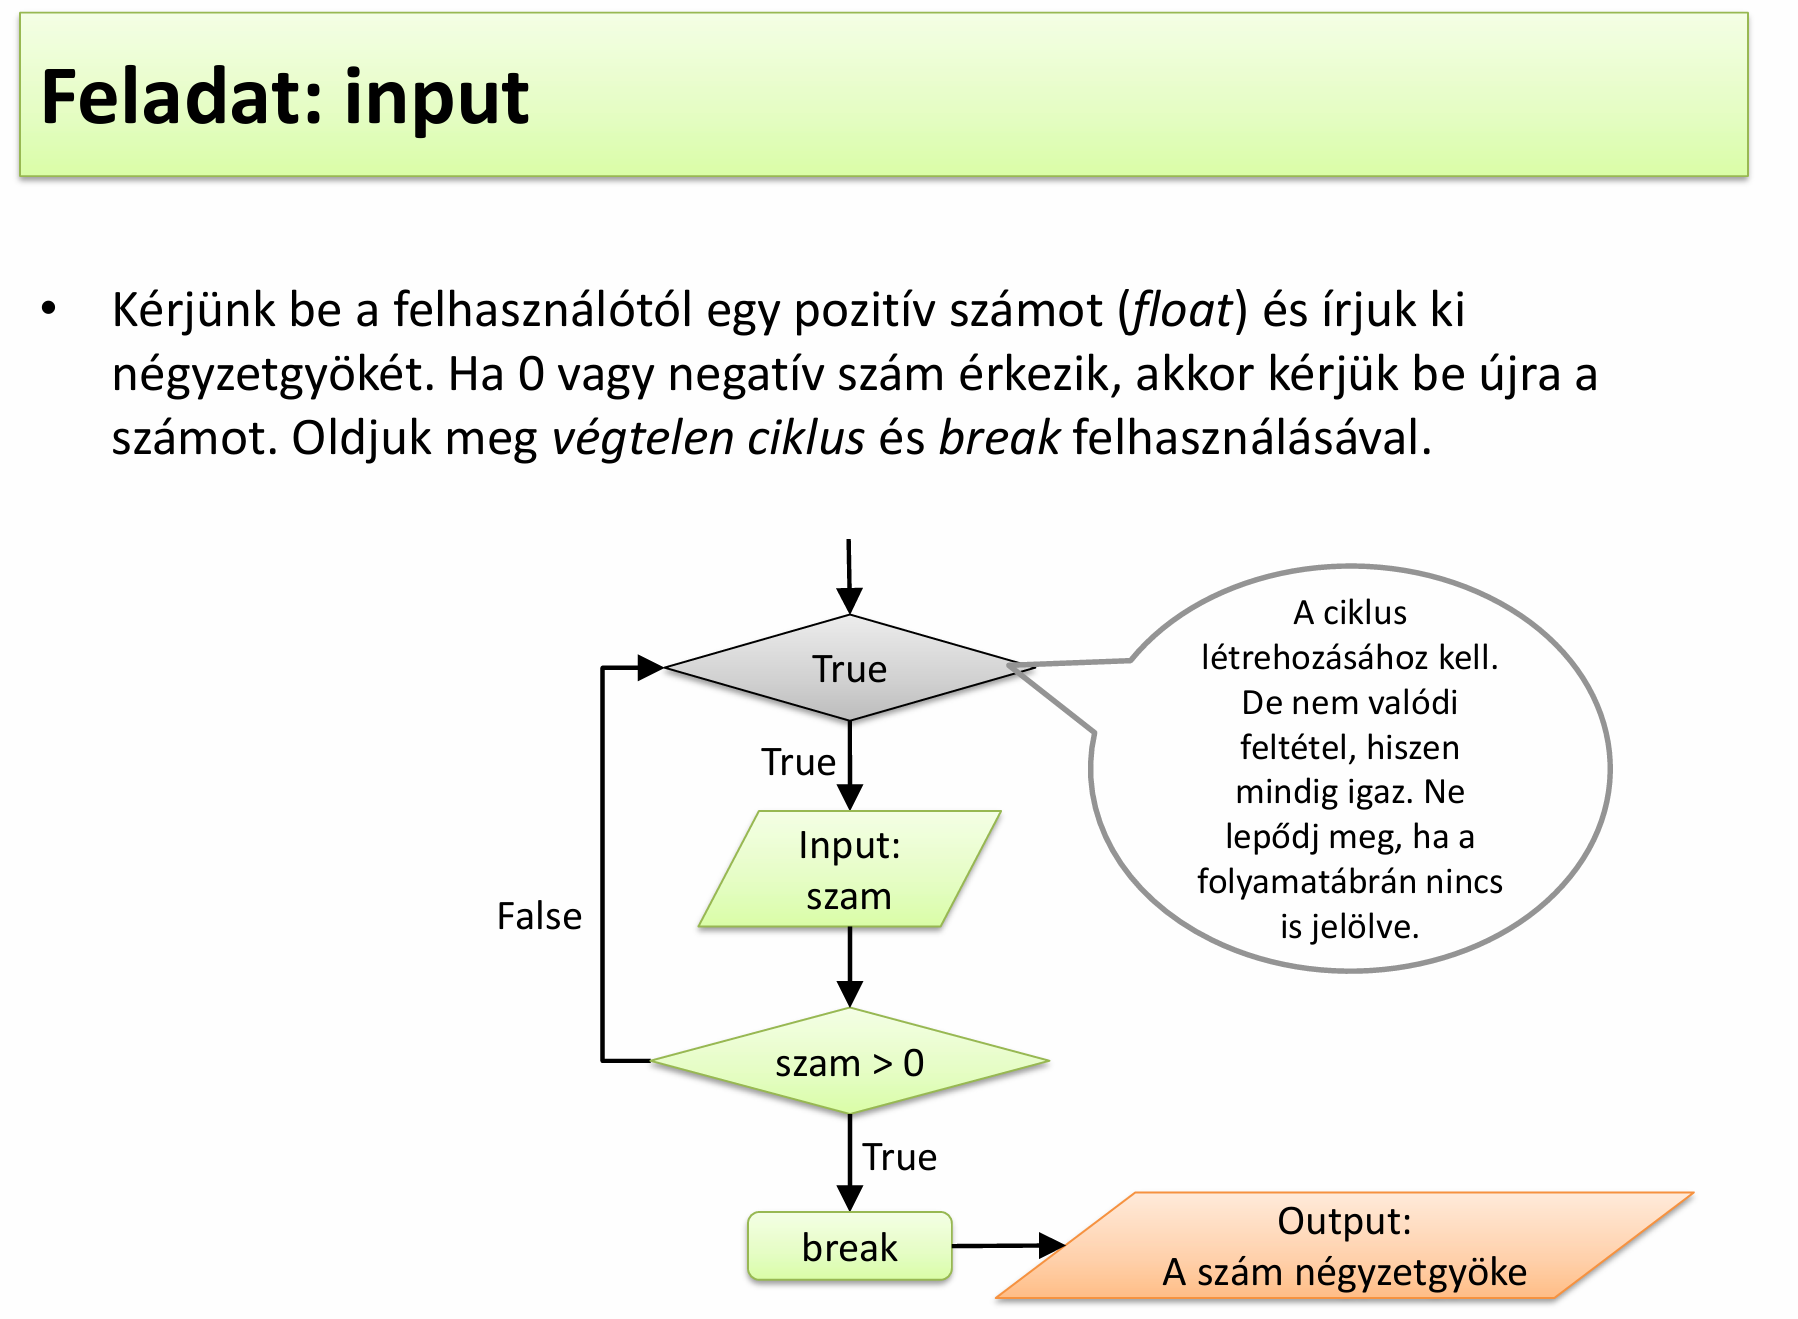 Feladat: input
• Kérjünk be a felhasználótól egy pozitív számot (float) és írjuk ki
négyzetgyökét. Ha 0 vagy negatív szám érkezik, akkor kérjük be újra a
számot. Oldjuk meg végtelen ciklus és break felhasználásával.
True
A ciklus
létrehozásához kell.
De nem valódi
feltétel, hiszen
mindig igaz. Ne
lepődj meg, ha a
folyamatábrán nincs
is jelölve.
True
Input:
szam
False
szam > 0
True
break
Output:
A szám négyzetgyöke